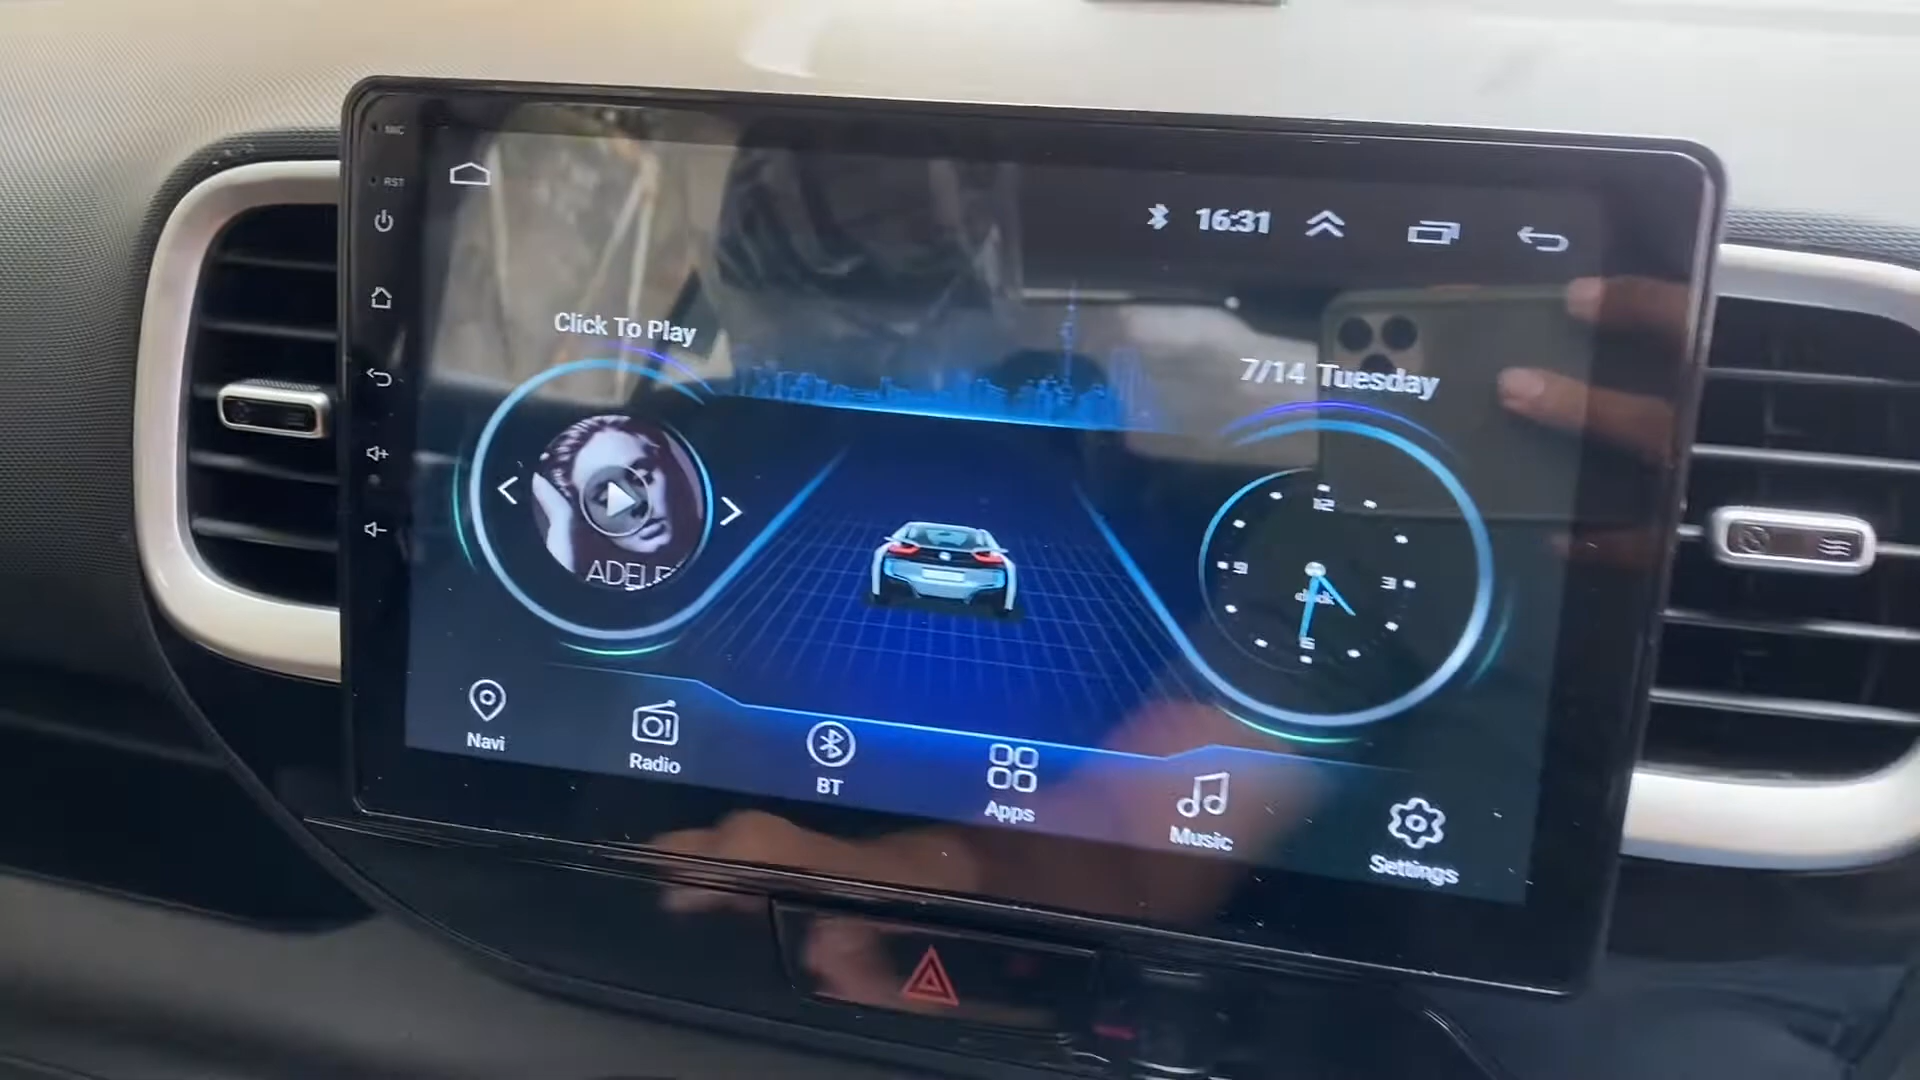 MIC
RST
16:31
Click To Play
7/14 Tuesday
ADELE
12
9
3
clock
6
Navi
Radio
BT
Apps
Music
Settings